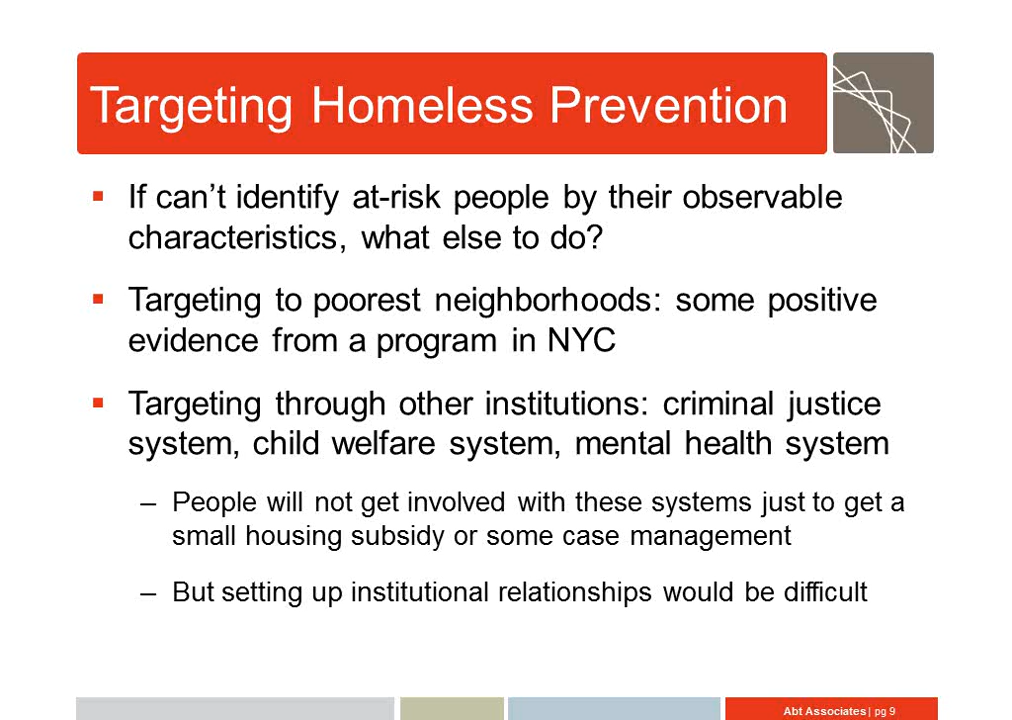 Targeting Homeless Prevention
▪ If can't identify at-risk people by their observable
characteristics, what else to do?
▪ Targeting to poorest neighborhoods: some positive
evidence from a program in NYC
▪ Targeting through other institutions: criminal justice
system, child welfare system, mental health system
– People will not get involved with these systems just to get a
small housing subsidy or some case management
– But setting up institutional relationships would be difficult
Abt Associates | pg 9